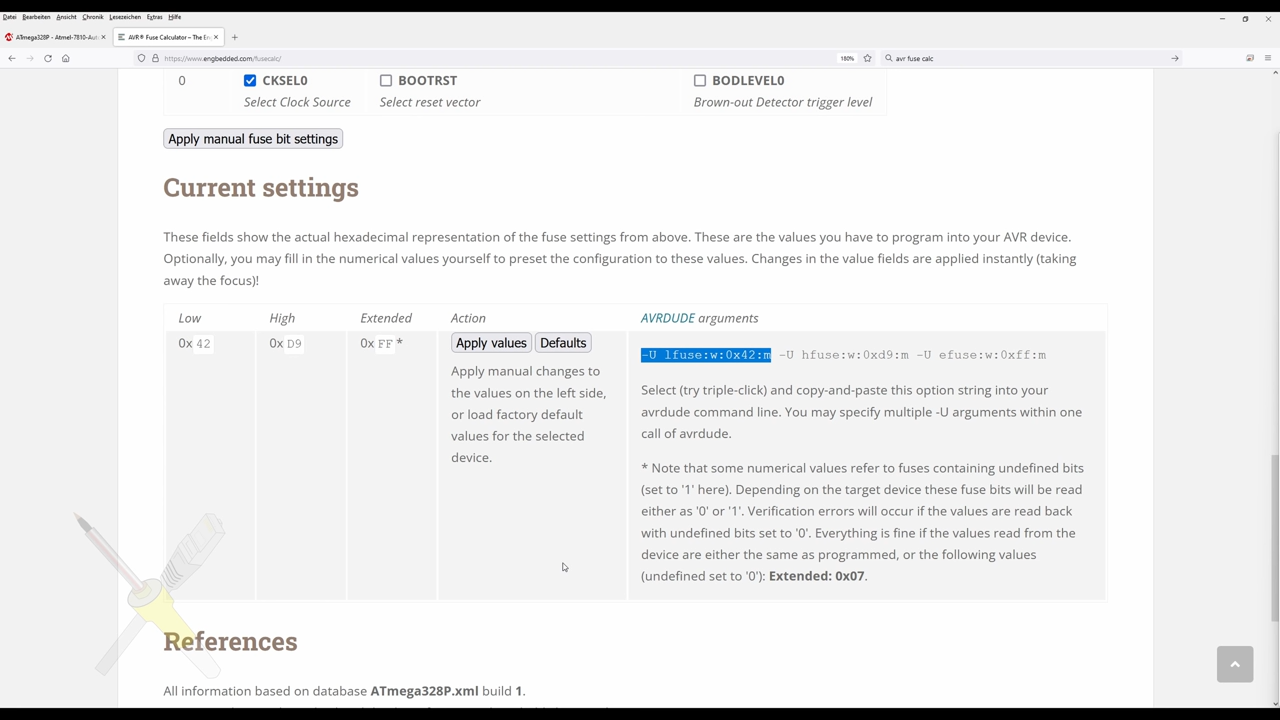 Datei Bearbeiten Ansicht Chronik Lesezeichen Extras Hilfe
ATmega328P - Atmel-7810-Aut
AVR® Fuse Calculator – The En
https://www.engbedded.com/fusecalc/
180%
avr fuse calc
0 CKSEL0 BOOTRST BODLEVEL0
Select Clock Source Select reset vector Brown-out Detector trigger level
Apply manual fuse bit settings
Current settings
These fields show the actual hexadecimal representation of the fuse settings from above. These are the values you have to program into your AVR device.
Optionally, you may fill in the numerical values yourself to preset the configuration to these values. Changes in the value fields are applied instantly (taking
away the focus)!
Low High Extended Action AVRDUDE arguments
0x 42 0x D9 0x FF *
Apply values Defaults
Apply manual changes to
the values on the left side,
or load factory default
values for the selected
device.
-U lfuse:w:0x42:m -U hfuse:w:0xd9:m -U efuse:w:0xff:m
Select (try triple-click) and copy-and-paste this option string into your
avrdude command line. You may specify multiple -U arguments within one
call of avrdude.
* Note that some numerical values refer to fuses containing undefined bits
(set to '1' here). Depending on the target device these fuse bits will be read
either as '0' or '1'. Verification errors will occur if the values are read back
with undefined bits set to '0'. Everything is fine if the values read from the
device are either the same as programmed, or the following values
(undefined set to '0'): Extended: 0x07.
References
All information based on database ATmega328P.xml build 1.